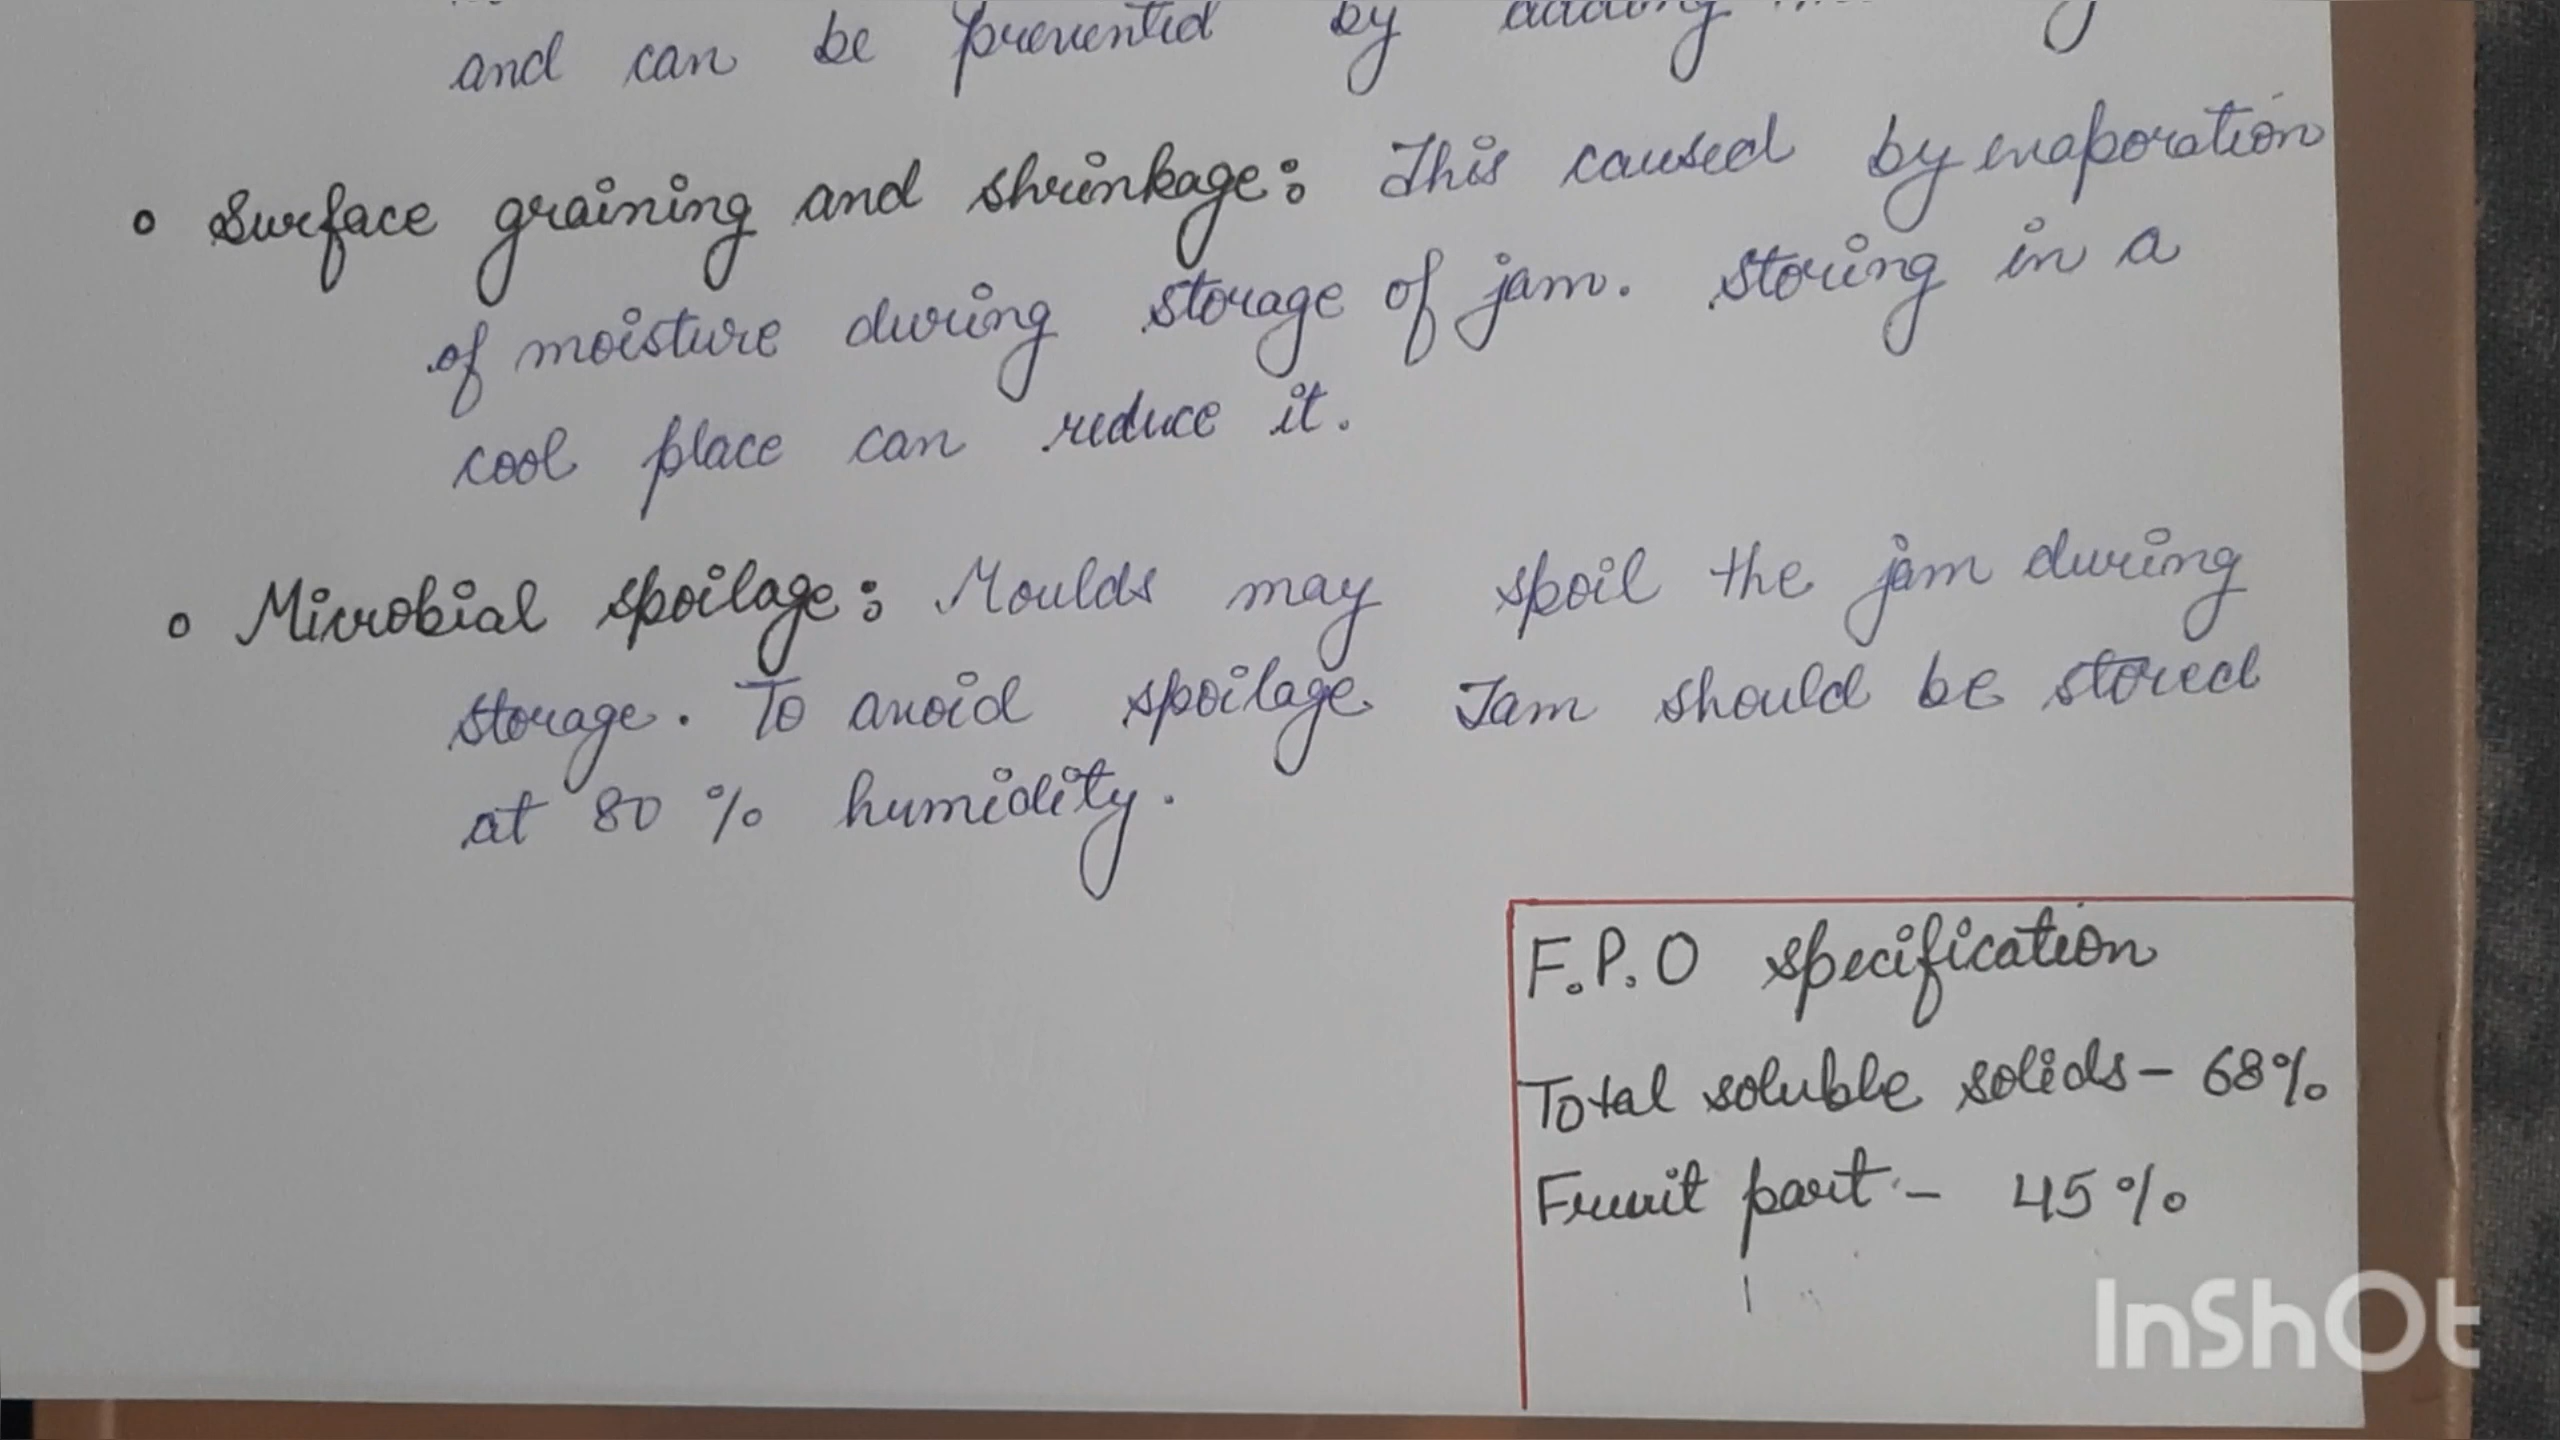 and can be prevented by adding
• Surface graining and shrinkage: This caused by evaporation
of moisture during storage of jam. Storing in a
cool place can reduce it.
• Microbial spoilage: Moulds may spoil the jam during
storage. To avoid spoilage Jam should be stored
at 80 % humidity.
F.P.O specification
Total soluble solids - 68%
Fruit part - 45%
InShOt